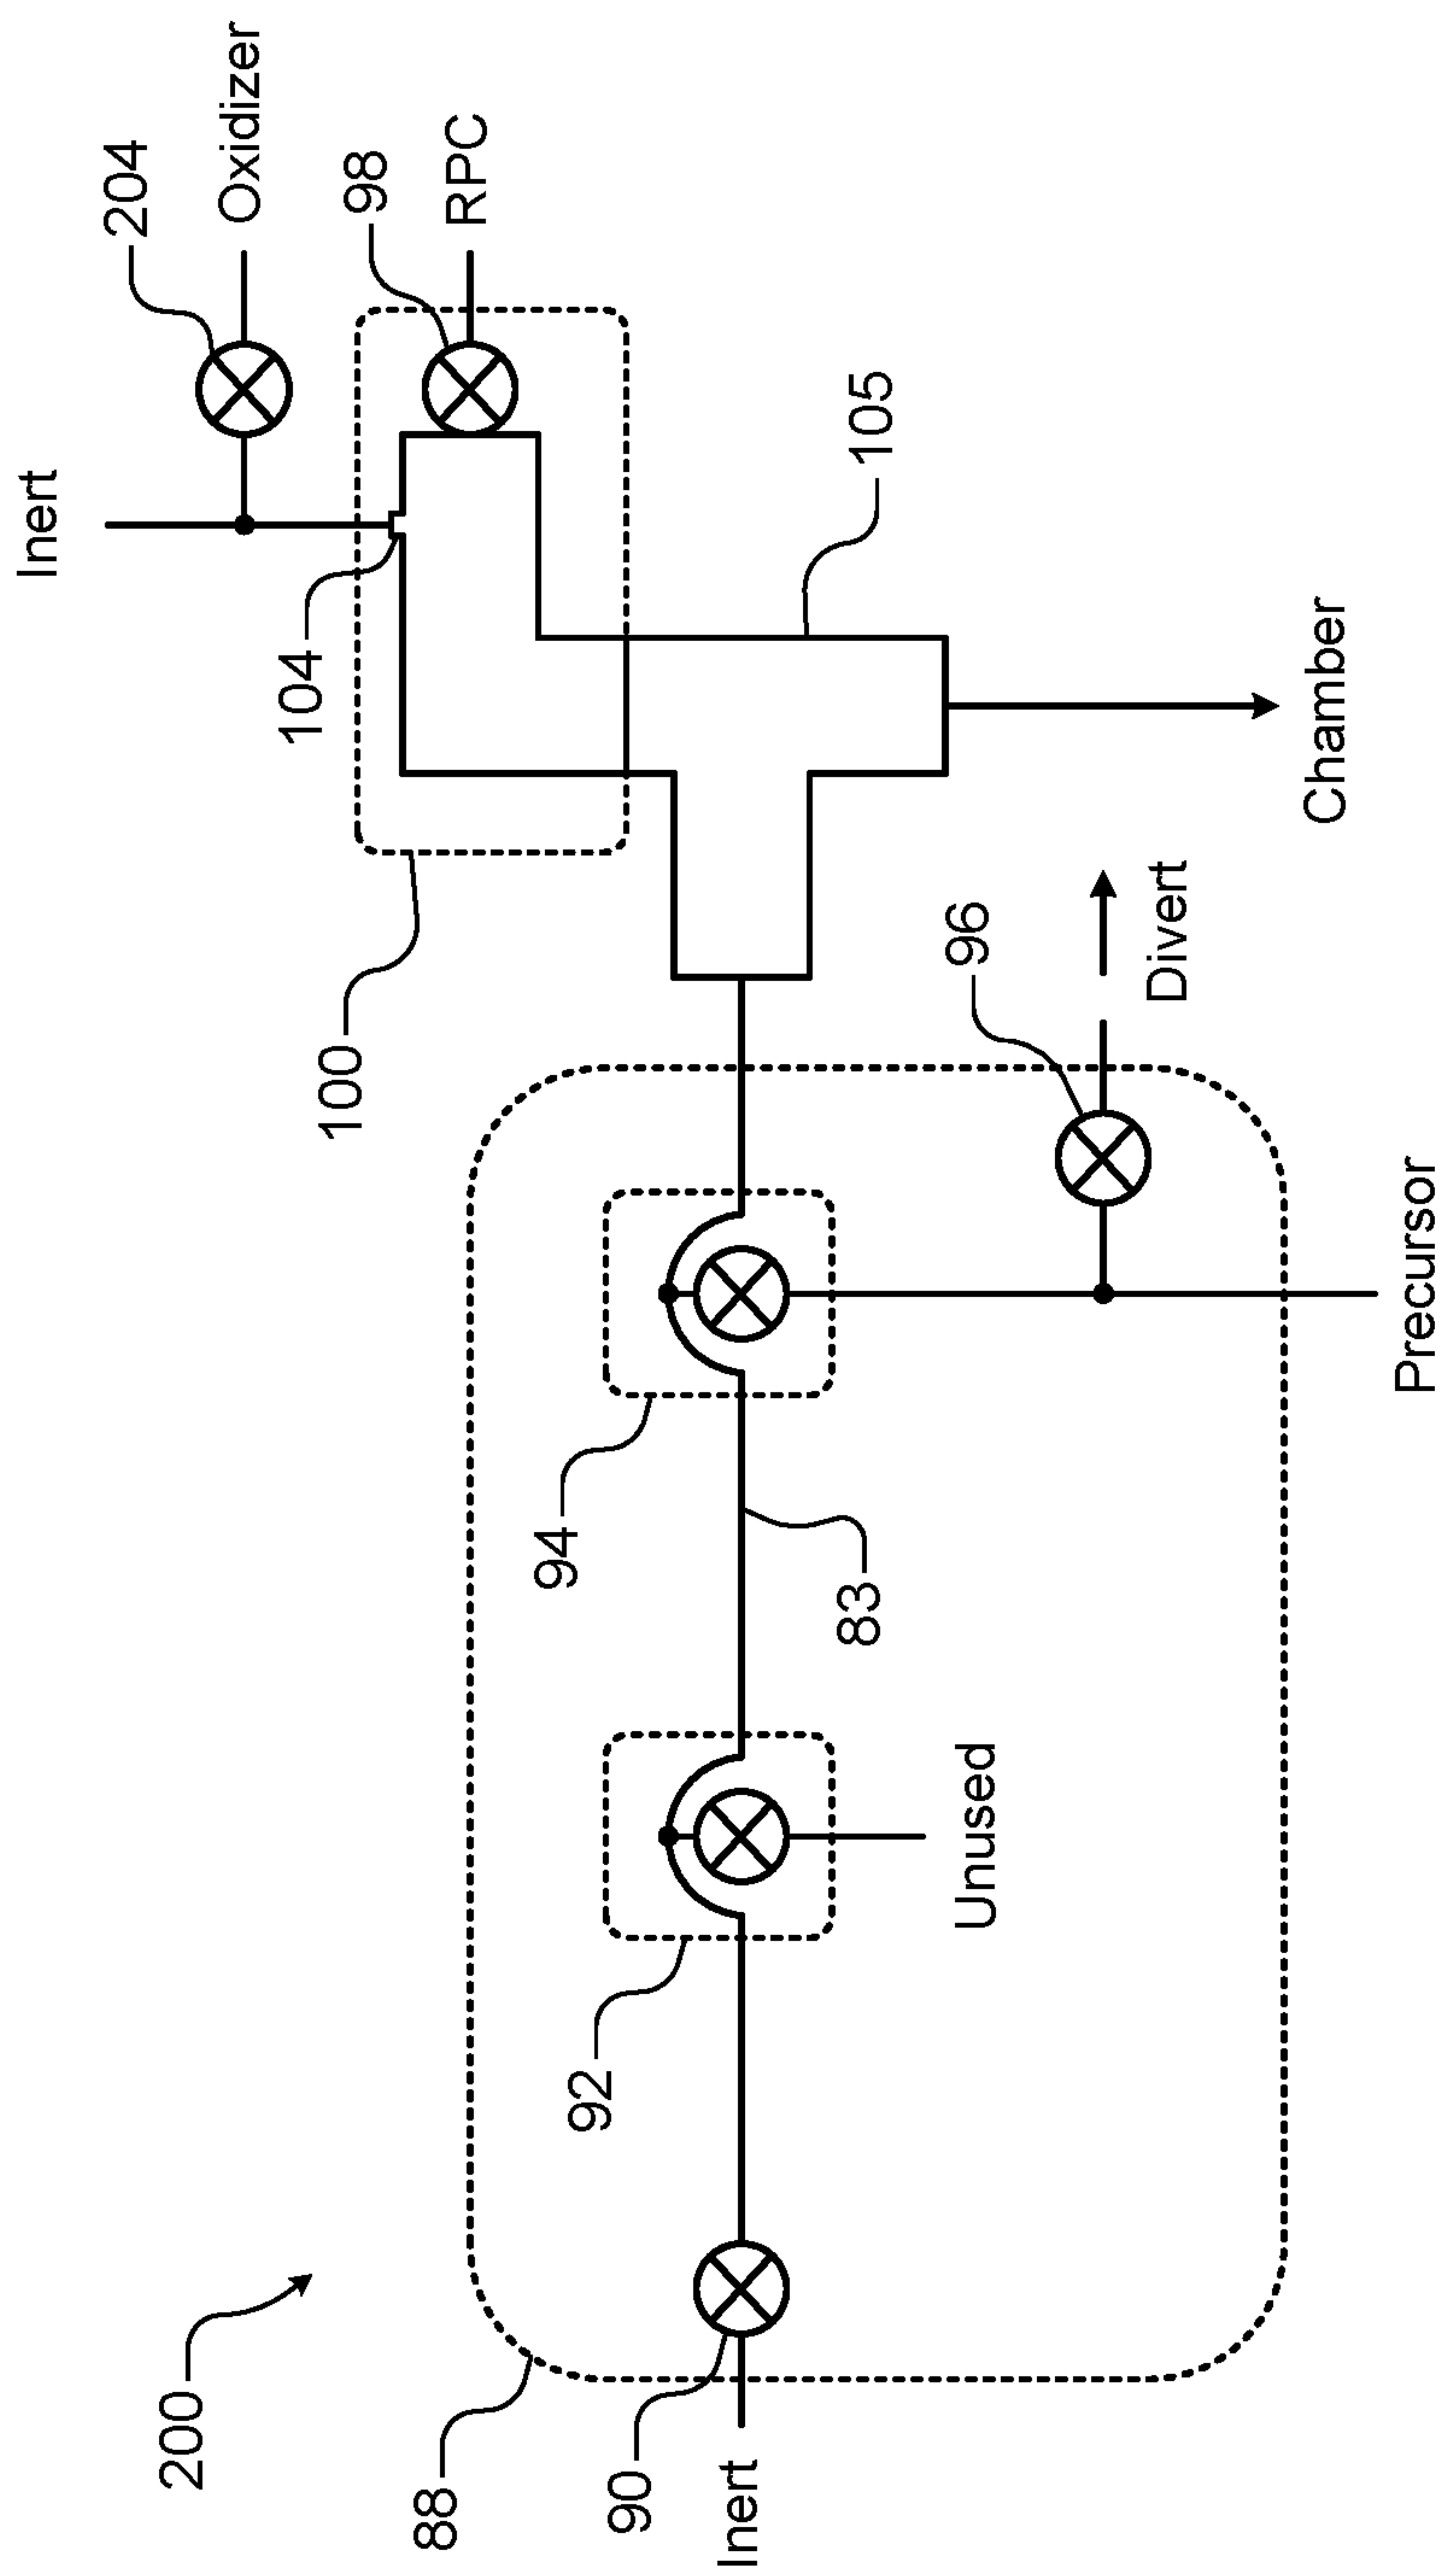 200
88
90
Inert
92
Unused
83
94
Precursor
96
Divert
100
104
Inert
204
Oxidizer
98
RPC
105
Chamber